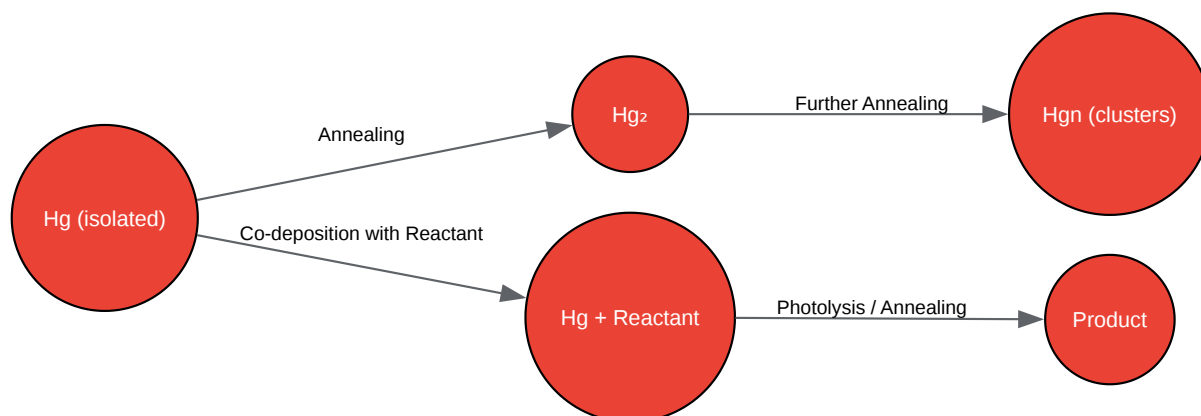 Hg (isolated)
Annealing
Hg₂
Further Annealing
Hgn (clusters)
Co-deposition with Reactant
Hg + Reactant
Photolysis / Annealing
Product